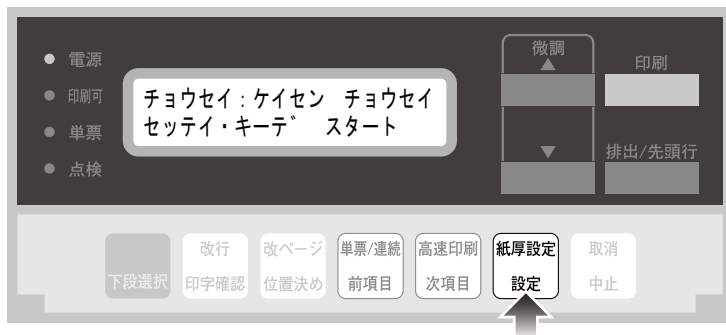 電源
印刷可
単票
点検
チョウセイ：ケイセン　チョウセイ
セッテイ・キーデ゛　スタート
微調
▲
▼
印刷
排出/先頭行
下段選択
改行
印字確認
改ページ
位置決め
単票/連続
前項目
高速印刷
次項目
紙厚設定
設定
取消
中止